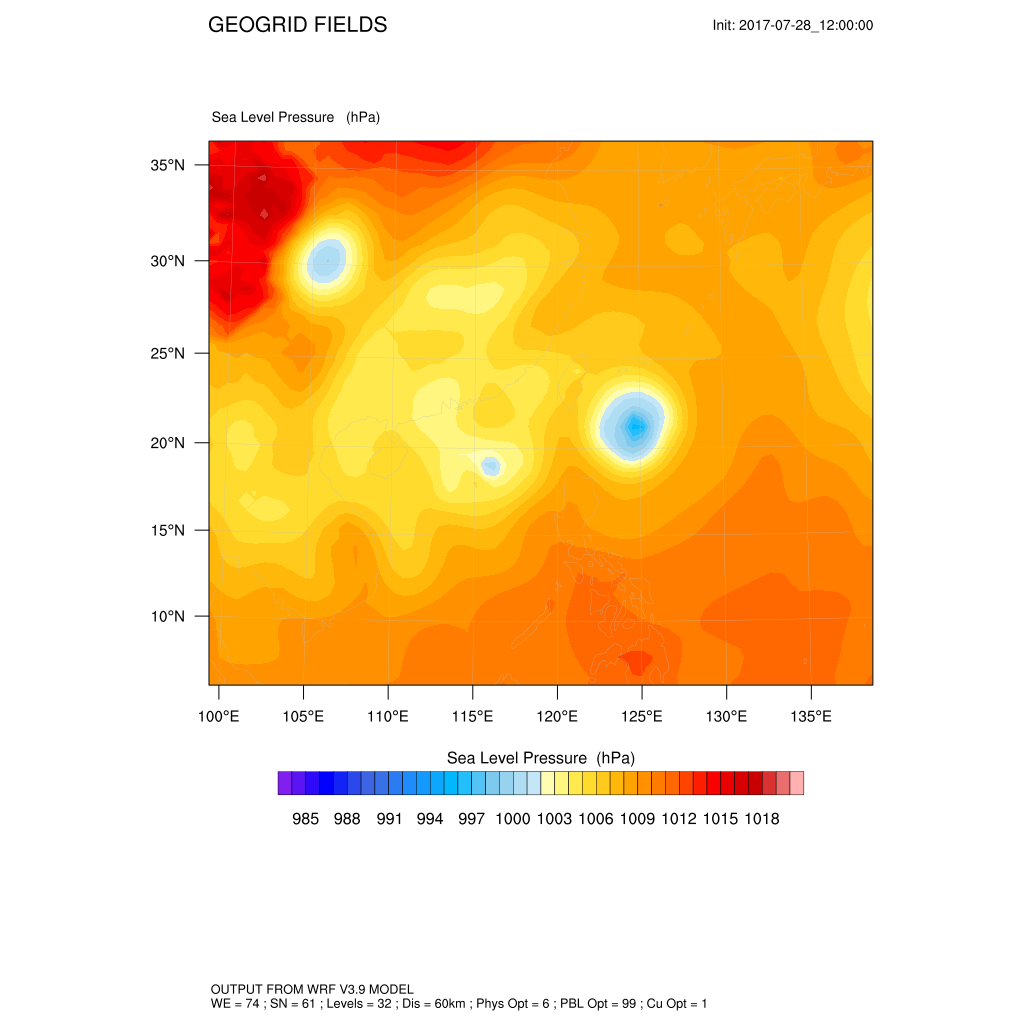 GEOGRID FIELDS
Init: 2017-07-28_12:00:00
Sea Level Pressure (hPa)
35°N
30°N
25°N
20°N
15°N
10°N
100°E 105°E 110°E 115°E 120°E 125°E 130°E 135°E
Sea Level Pressure (hPa)
985 988 991 994 997 1000 1003 1006 1009 1012 1015 1018
OUTPUT FROM WRF V3.9 MODEL
WE = 74 ; SN = 61 ; Levels = 32 ; Dis = 60km ; Phys Opt = 6 ; PBL Opt = 99 ; Cu Opt = 1